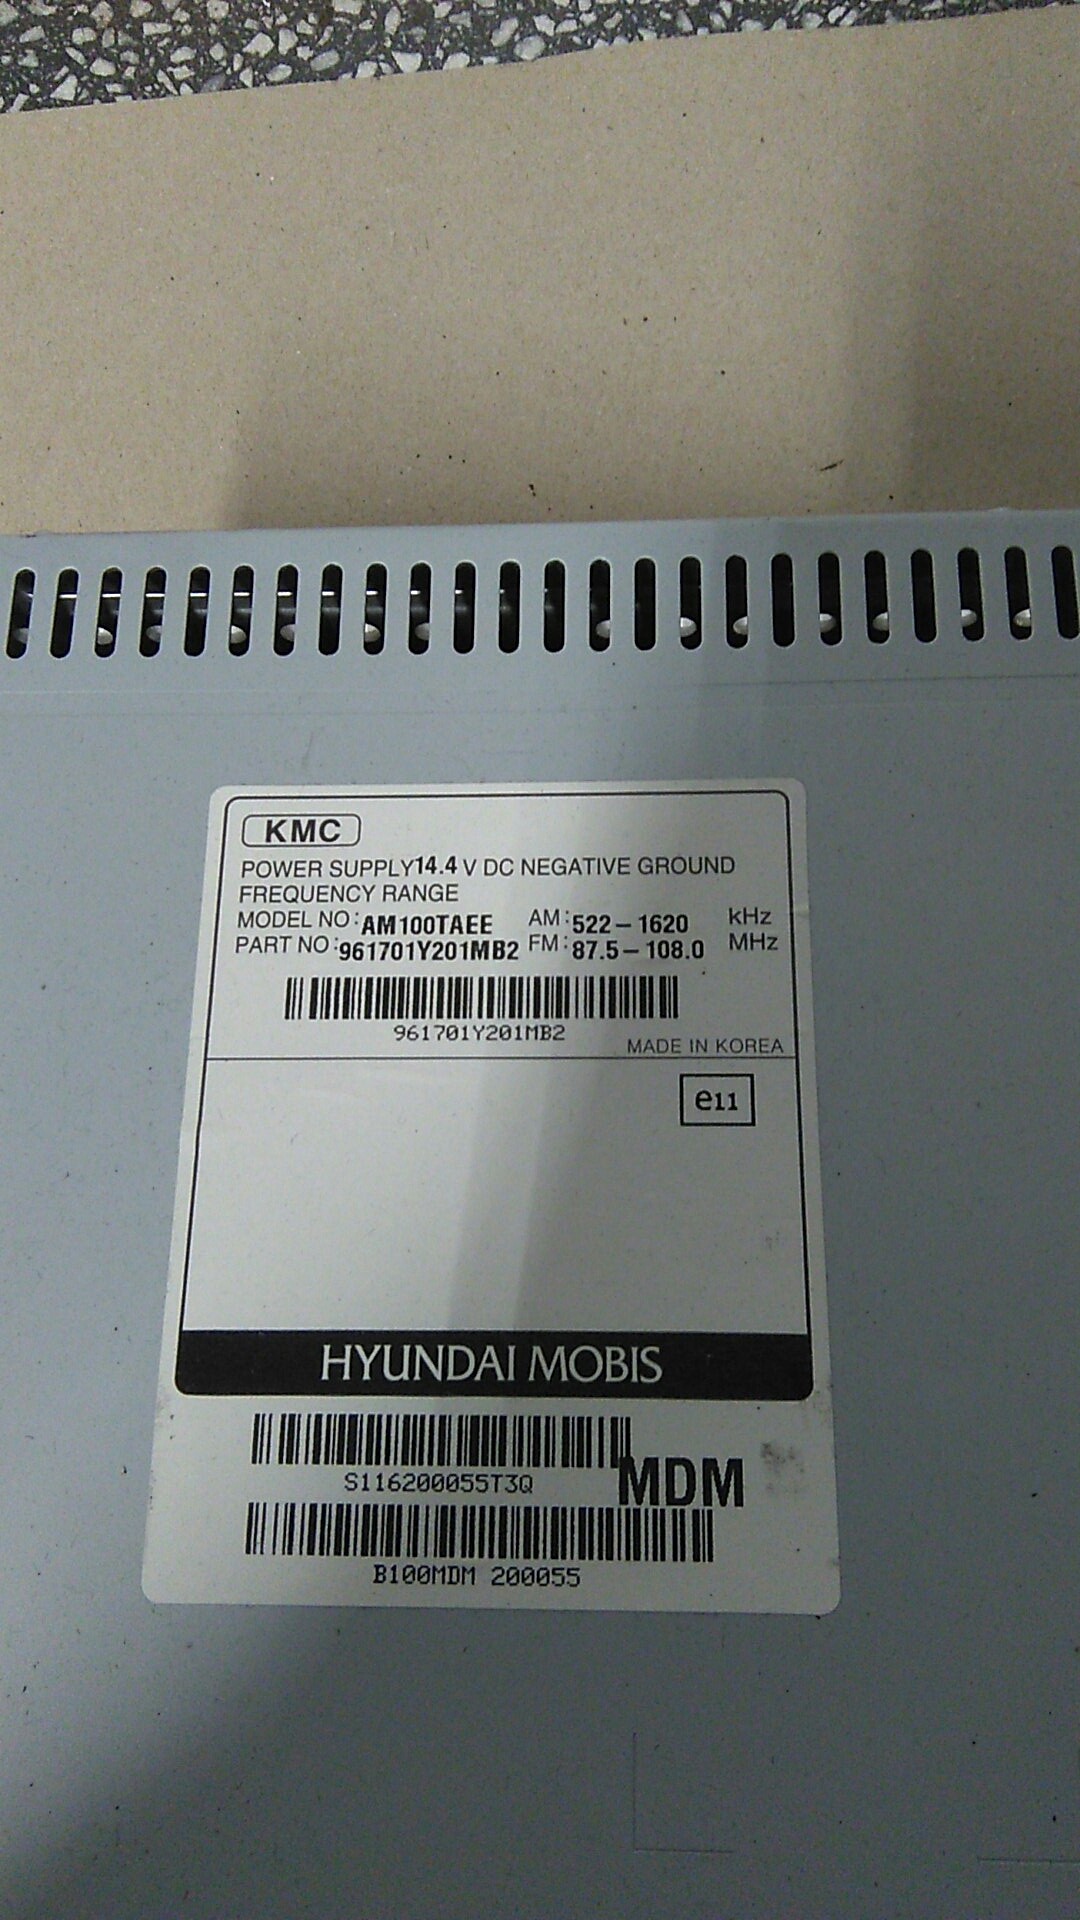 KMC
POWER SUPPLY 14.4 V DC NEGATIVE GROUND
FREQUENCY RANGE
MODEL NO: AM100TAEE AM: 522 – 1620 kHz
PART NO: 961701Y201MB2 FM: 87.5 – 108.0 MHz
961701Y201MB2
MADE IN KOREA
e11
HYUNDAI MOBIS
S116200055T3Q
MDM
B100MDM 200055